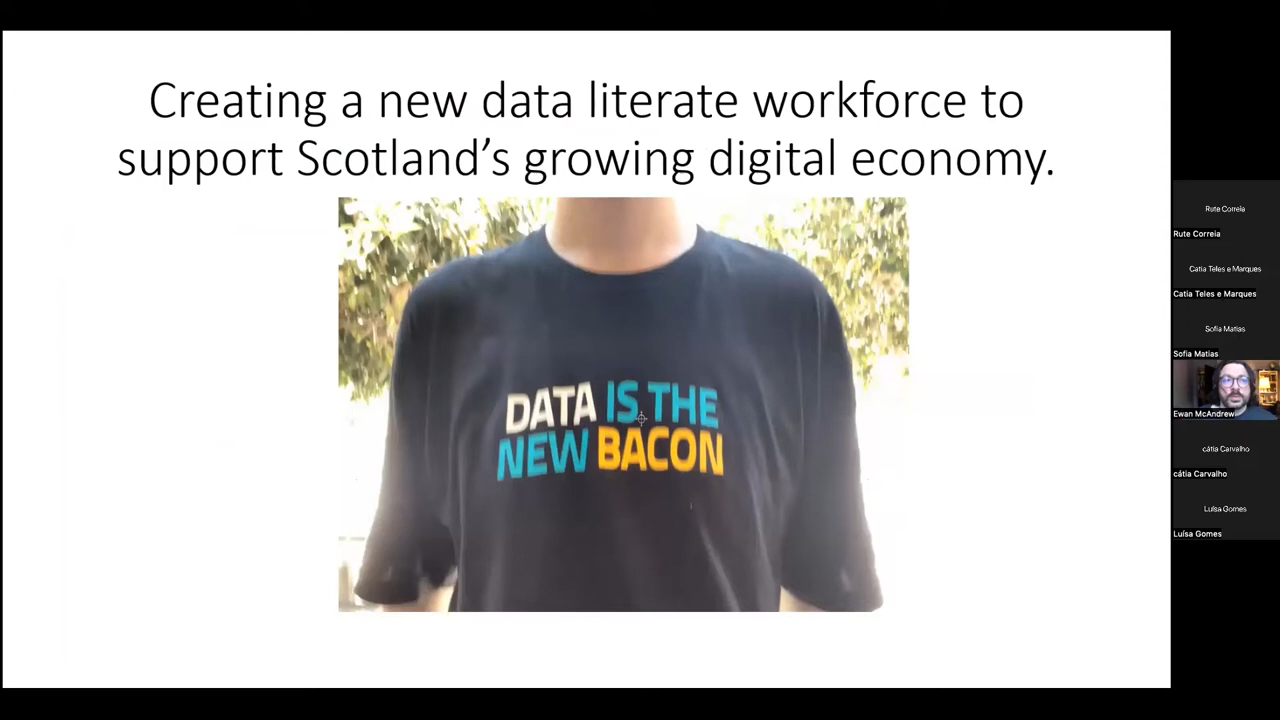 Creating a new data literate workforce to
support Scotland's growing digital economy.
DATA IS THE
NEW BACON
Rute Correia
Rute Correia
Catia Teles e Marques
Catia Teles e Marques
Sofia Matias
Sofia Matias
Ewan McAndrew
cátia Carvalho
cátia Carvalho
Luísa Gomes
Luísa Gomes